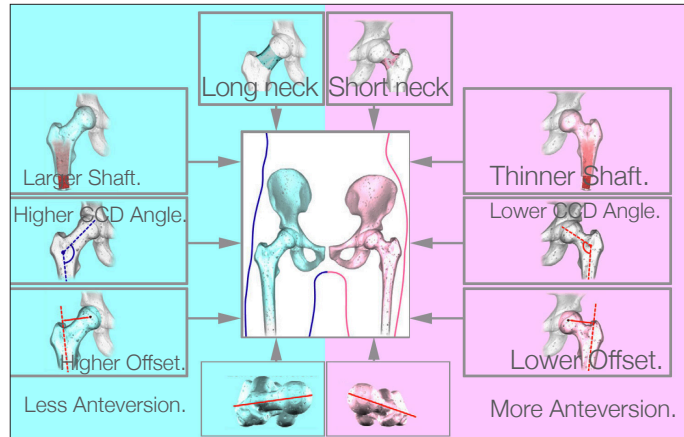 Long neck
Short neck
Larger Shaft.
Thinner Shaft.
Higher CCD Angle.
Lower CCD Angle.
Higher Offset.
Lower Offset.
Less Anteversion.
More Anteversion.